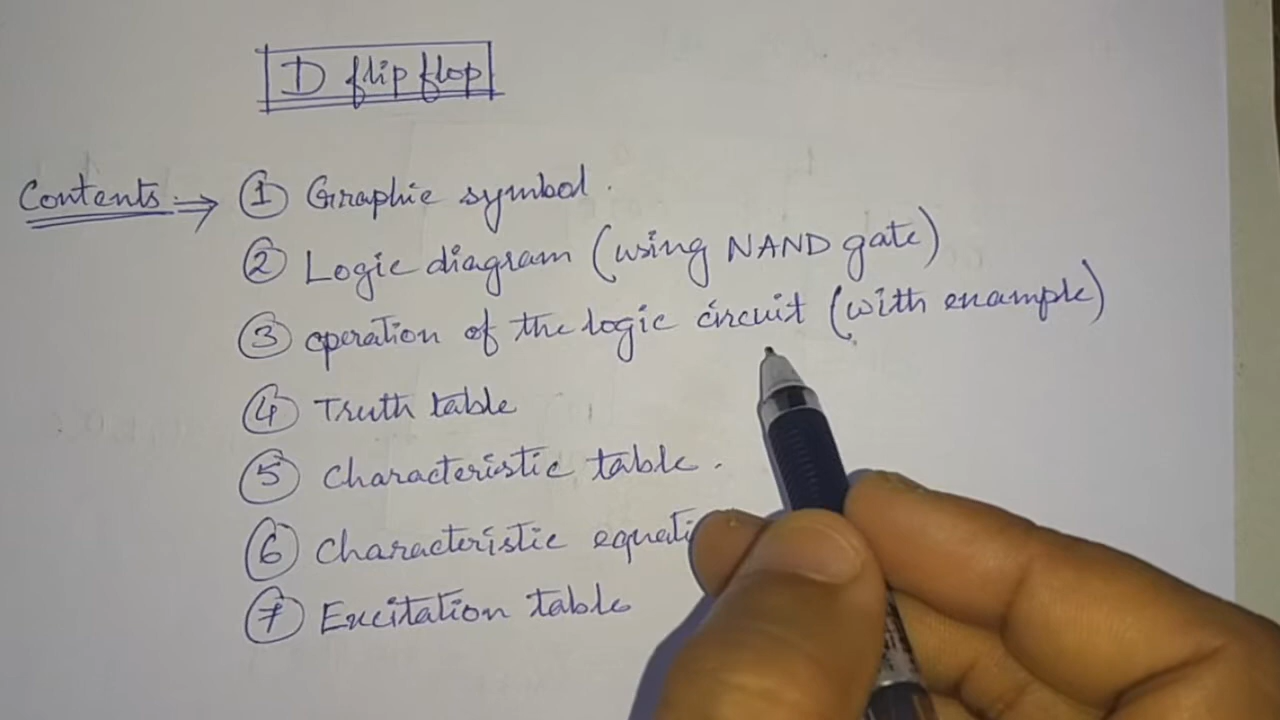 D flip flop
Contents :⇒ ① Graphic symbol.
② Logic diagram (using NAND gate)
③ operation of the logic circuit (with example)
④ Truth table
⑤ characteristic table.
⑥ characteristic
⑦ Excitation table